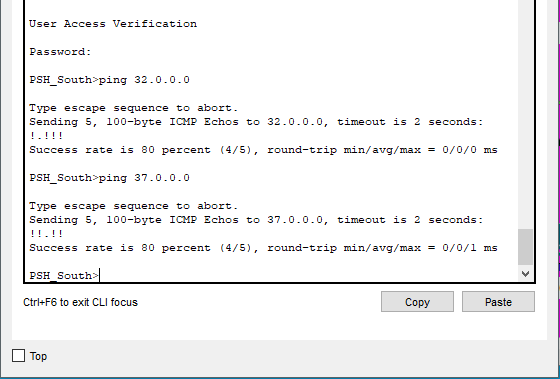 User Access Verification
Password:
PSH_South>ping 32.0.0.0
Type escape sequence to abort.
Sending 5, 100-byte ICMP Echos to 32.0.0.0, timeout is 2 seconds:
!.!!!
Success rate is 80 percent (4/5), round-trip min/avg/max = 0/0/0 ms
PSH_South>ping 37.0.0.0
Type escape sequence to abort.
Sending 5, 100-byte ICMP Echos to 37.0.0.0, timeout is 2 seconds:
!!.!!
Success rate is 80 percent (4/5), round-trip min/avg/max = 0/0/1 ms
PSH_South>
Ctrl+F6 to exit CLI focus
Copy
Paste
Top